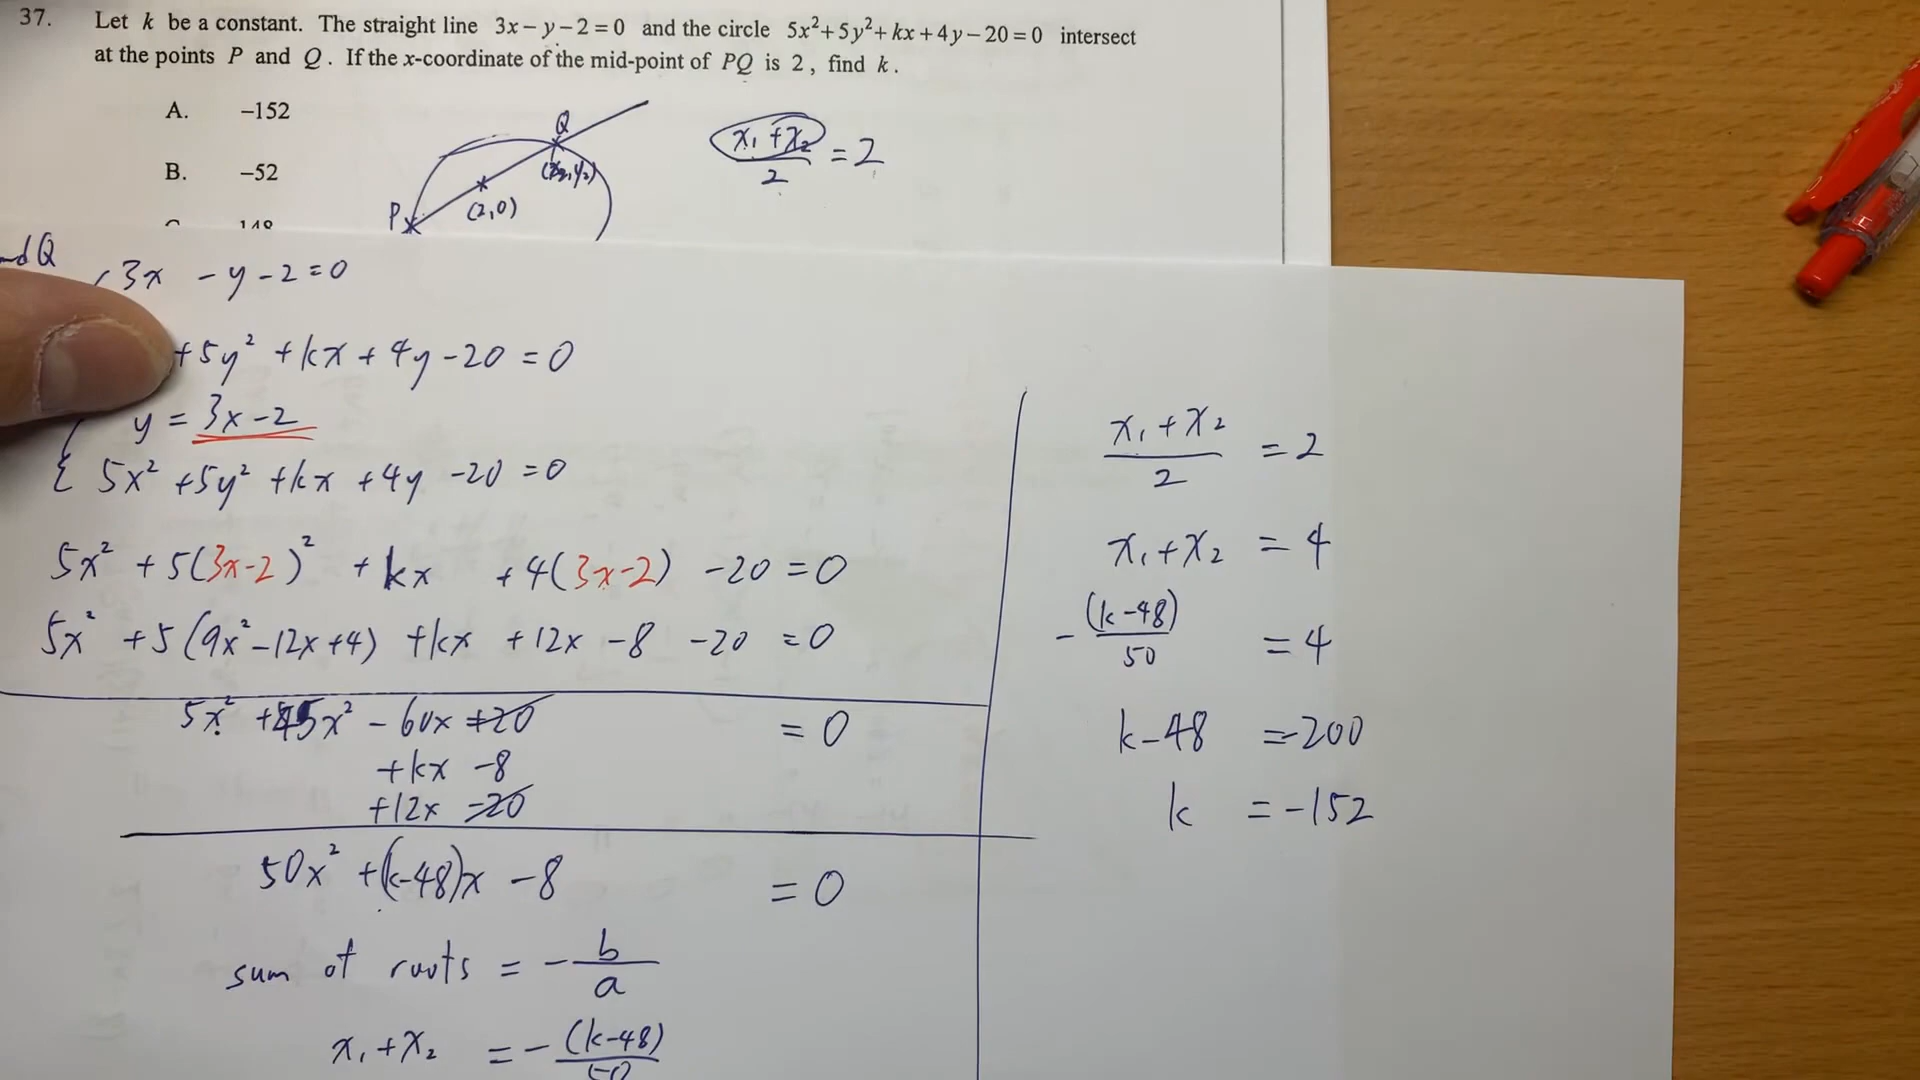 37. Let k be a constant. The straight line 3x – y – 2 = 0 and the circle 5x² + 5y² + kx + 4y – 20 = 0 intersect
at the points P and Q . If the x-coordinate of the mid-point of PQ is 2 , find k .
A. –152
B. –52
Q
(x₂,y₂)
P
(2,0)
x₁ + x₂ / 2 = 2
Q
3x - y - 2 = 0
+ 5y² + kx + 4y - 20 = 0
y = 3x - 2
{ 5x² + 5y² + kx + 4y - 20 = 0
5x² + 5(3x-2)² + kx + 4(3x-2) - 20 = 0
5x² + 5(9x² - 12x + 4) + kx + 12x - 8 - 20 = 0
5x² + 45x² - 60x + 20 = 0
+ kx - 8
+ 12x - 20
50x² + (k-48)x - 8 = 0
sum of roots = - b/a
x₁ + x₂ = - (k-48)/50
x₁ + x₂ / 2 = 2
x₁ + x₂ = 4
- (k-48)/50 = 4
k - 48 = -200
k = -152